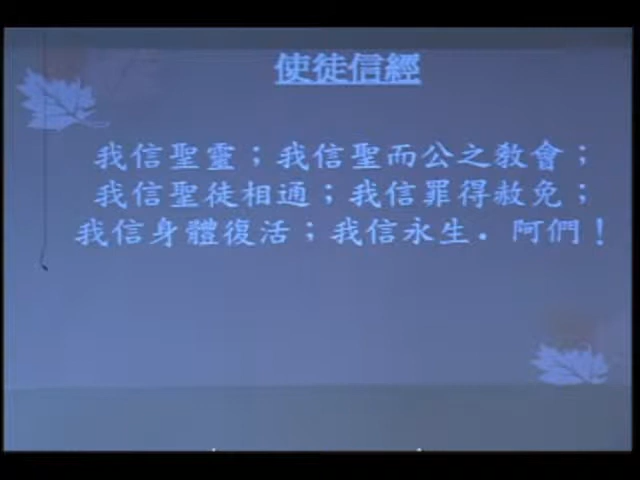 使徒信經
我信聖靈；我信聖而公之教會；
我信聖徒相通；我信罪得赦免；
我信身體復活；我信永生．阿們！